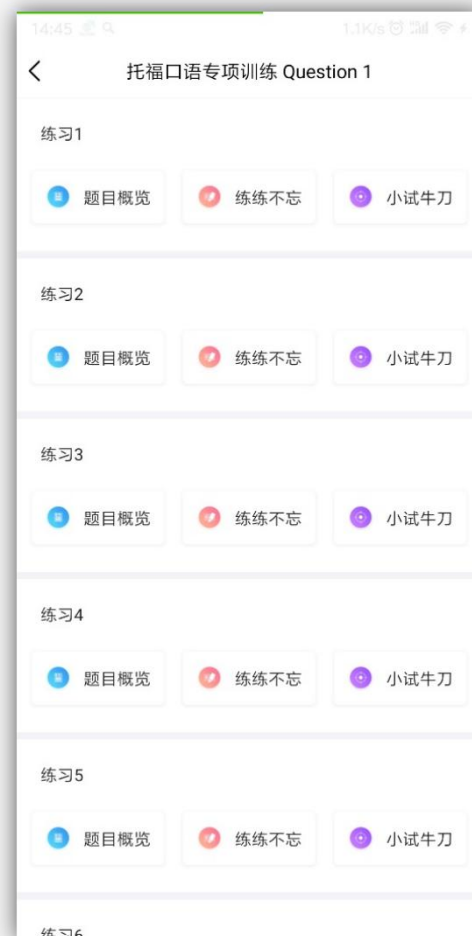 14:45 1.1K/s
托福口语专项训练 Question 1
练习1
题目概览 练练不忘 小试牛刀
练习2
题目概览 练练不忘 小试牛刀
练习3
题目概览 练练不忘 小试牛刀
练习4
题目概览 练练不忘 小试牛刀
练习5
题目概览 练练不忘 小试牛刀
练习6